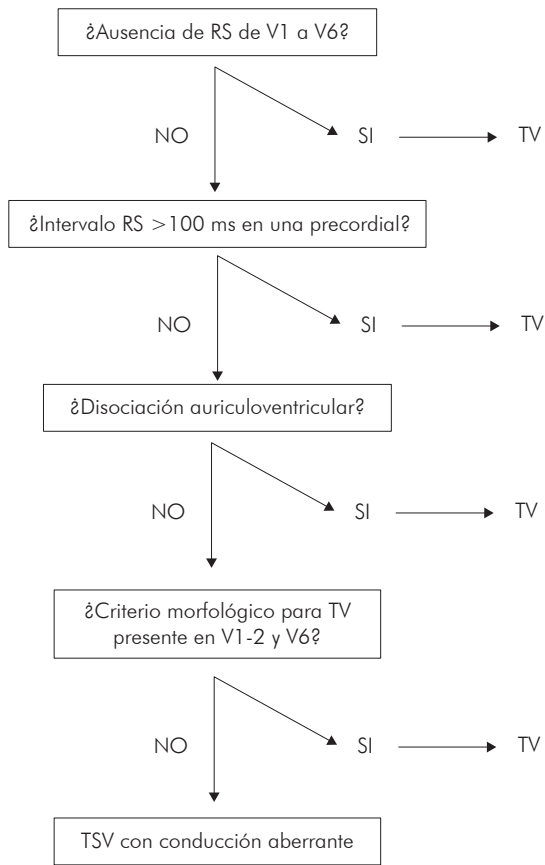 ¿Ausencia de RS de V1 a V6?
NO
SI
TV
¿Intervalo RS >100 ms en una precordial?
NO
SI
TV
¿Disociación auriculoventricular?
NO
SI
TV
¿Criterio morfológico para TV
presente en V1-2 y V6?
NO
SI
TV
TSV con conducción aberrante